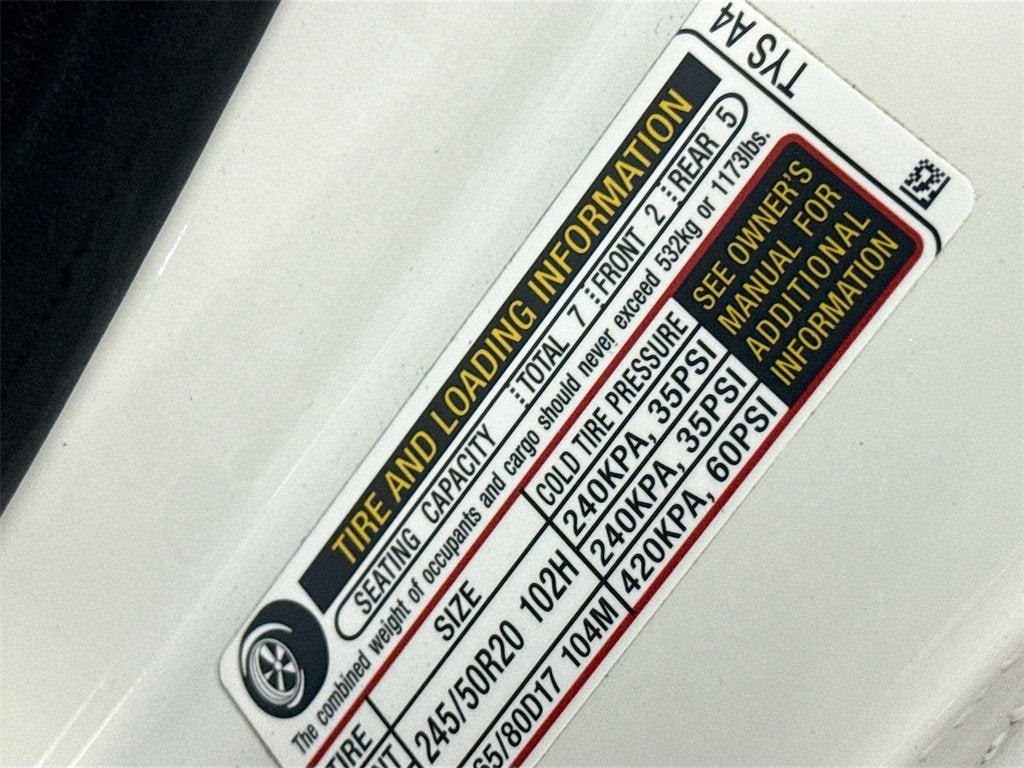 TYS A4
TIRE AND LOADING INFORMATION
SEATING CAPACITY TOTAL 7 FRONT 2 REAR 5
The combined weight of occupants and cargo should never exceed 532kg or 1173lbs.
TIRE SIZE COLD TIRE PRESSURE
245/50R20 102H 240KPA, 35PSI
240KPA, 35PSI
65/80D17 104M 420KPA, 60PSI
SEE OWNER'S
MANUAL FOR
ADDITIONAL
INFORMATION